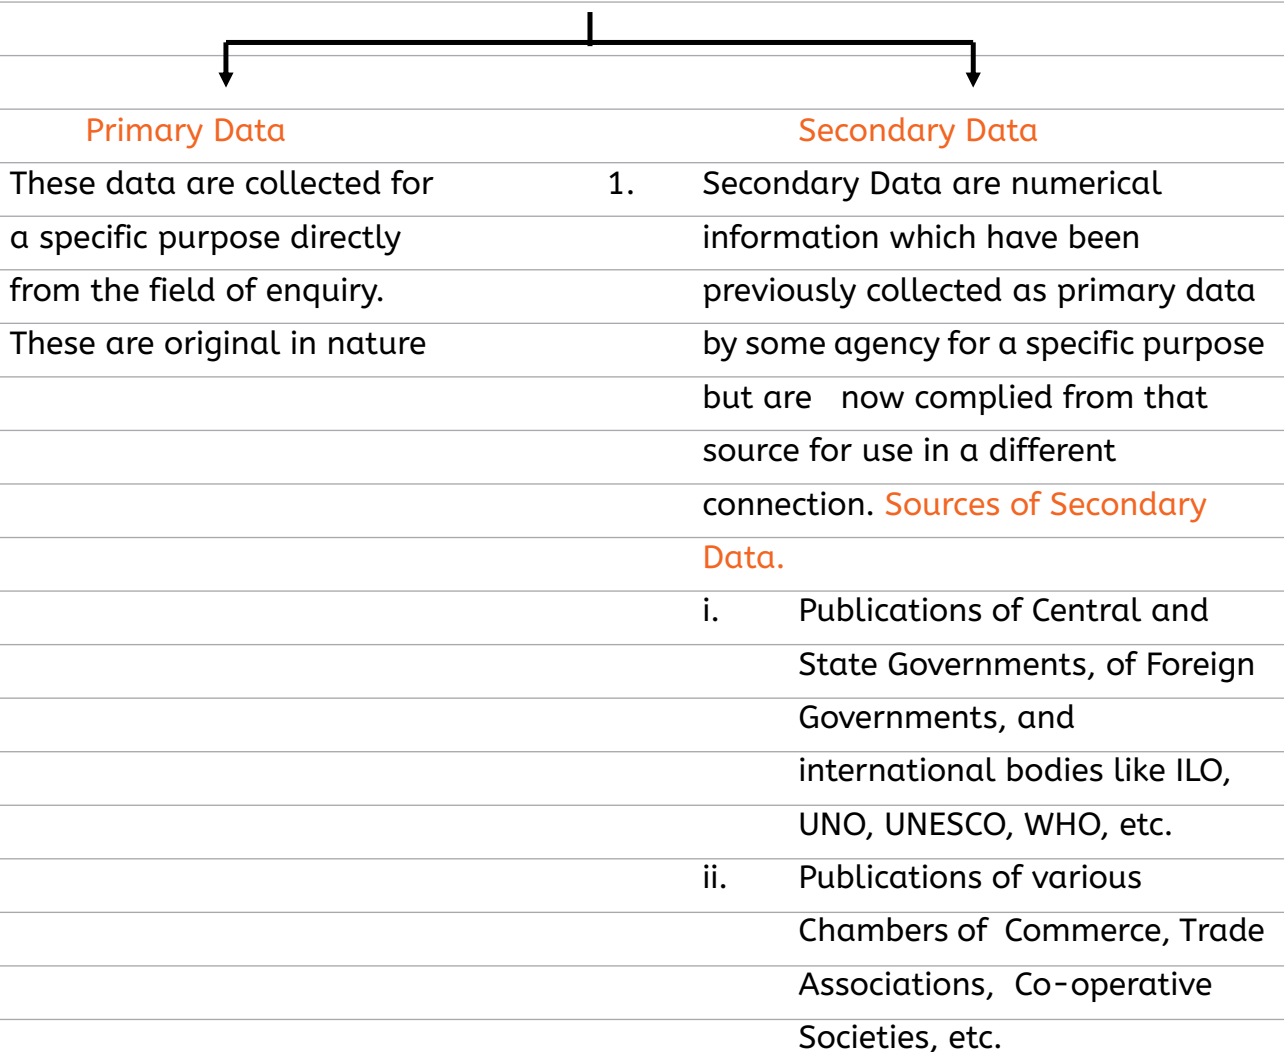 Primary Data
These data are collected for
a specific purpose directly
from the field of enquiry.
These are original in nature
Secondary Data
1. Secondary Data are numerical
information which have been
previously collected as primary data
by some agency for a specific purpose
but are now complied from that
source for use in a different
connection. Sources of Secondary
Data.
i. Publications of Central and
State Governments, of Foreign
Governments, and
international bodies like ILO,
UNO, UNESCO, WHO, etc.
ii. Publications of various
Chambers of Commerce, Trade
Associations, Co-operative
Societies, etc.